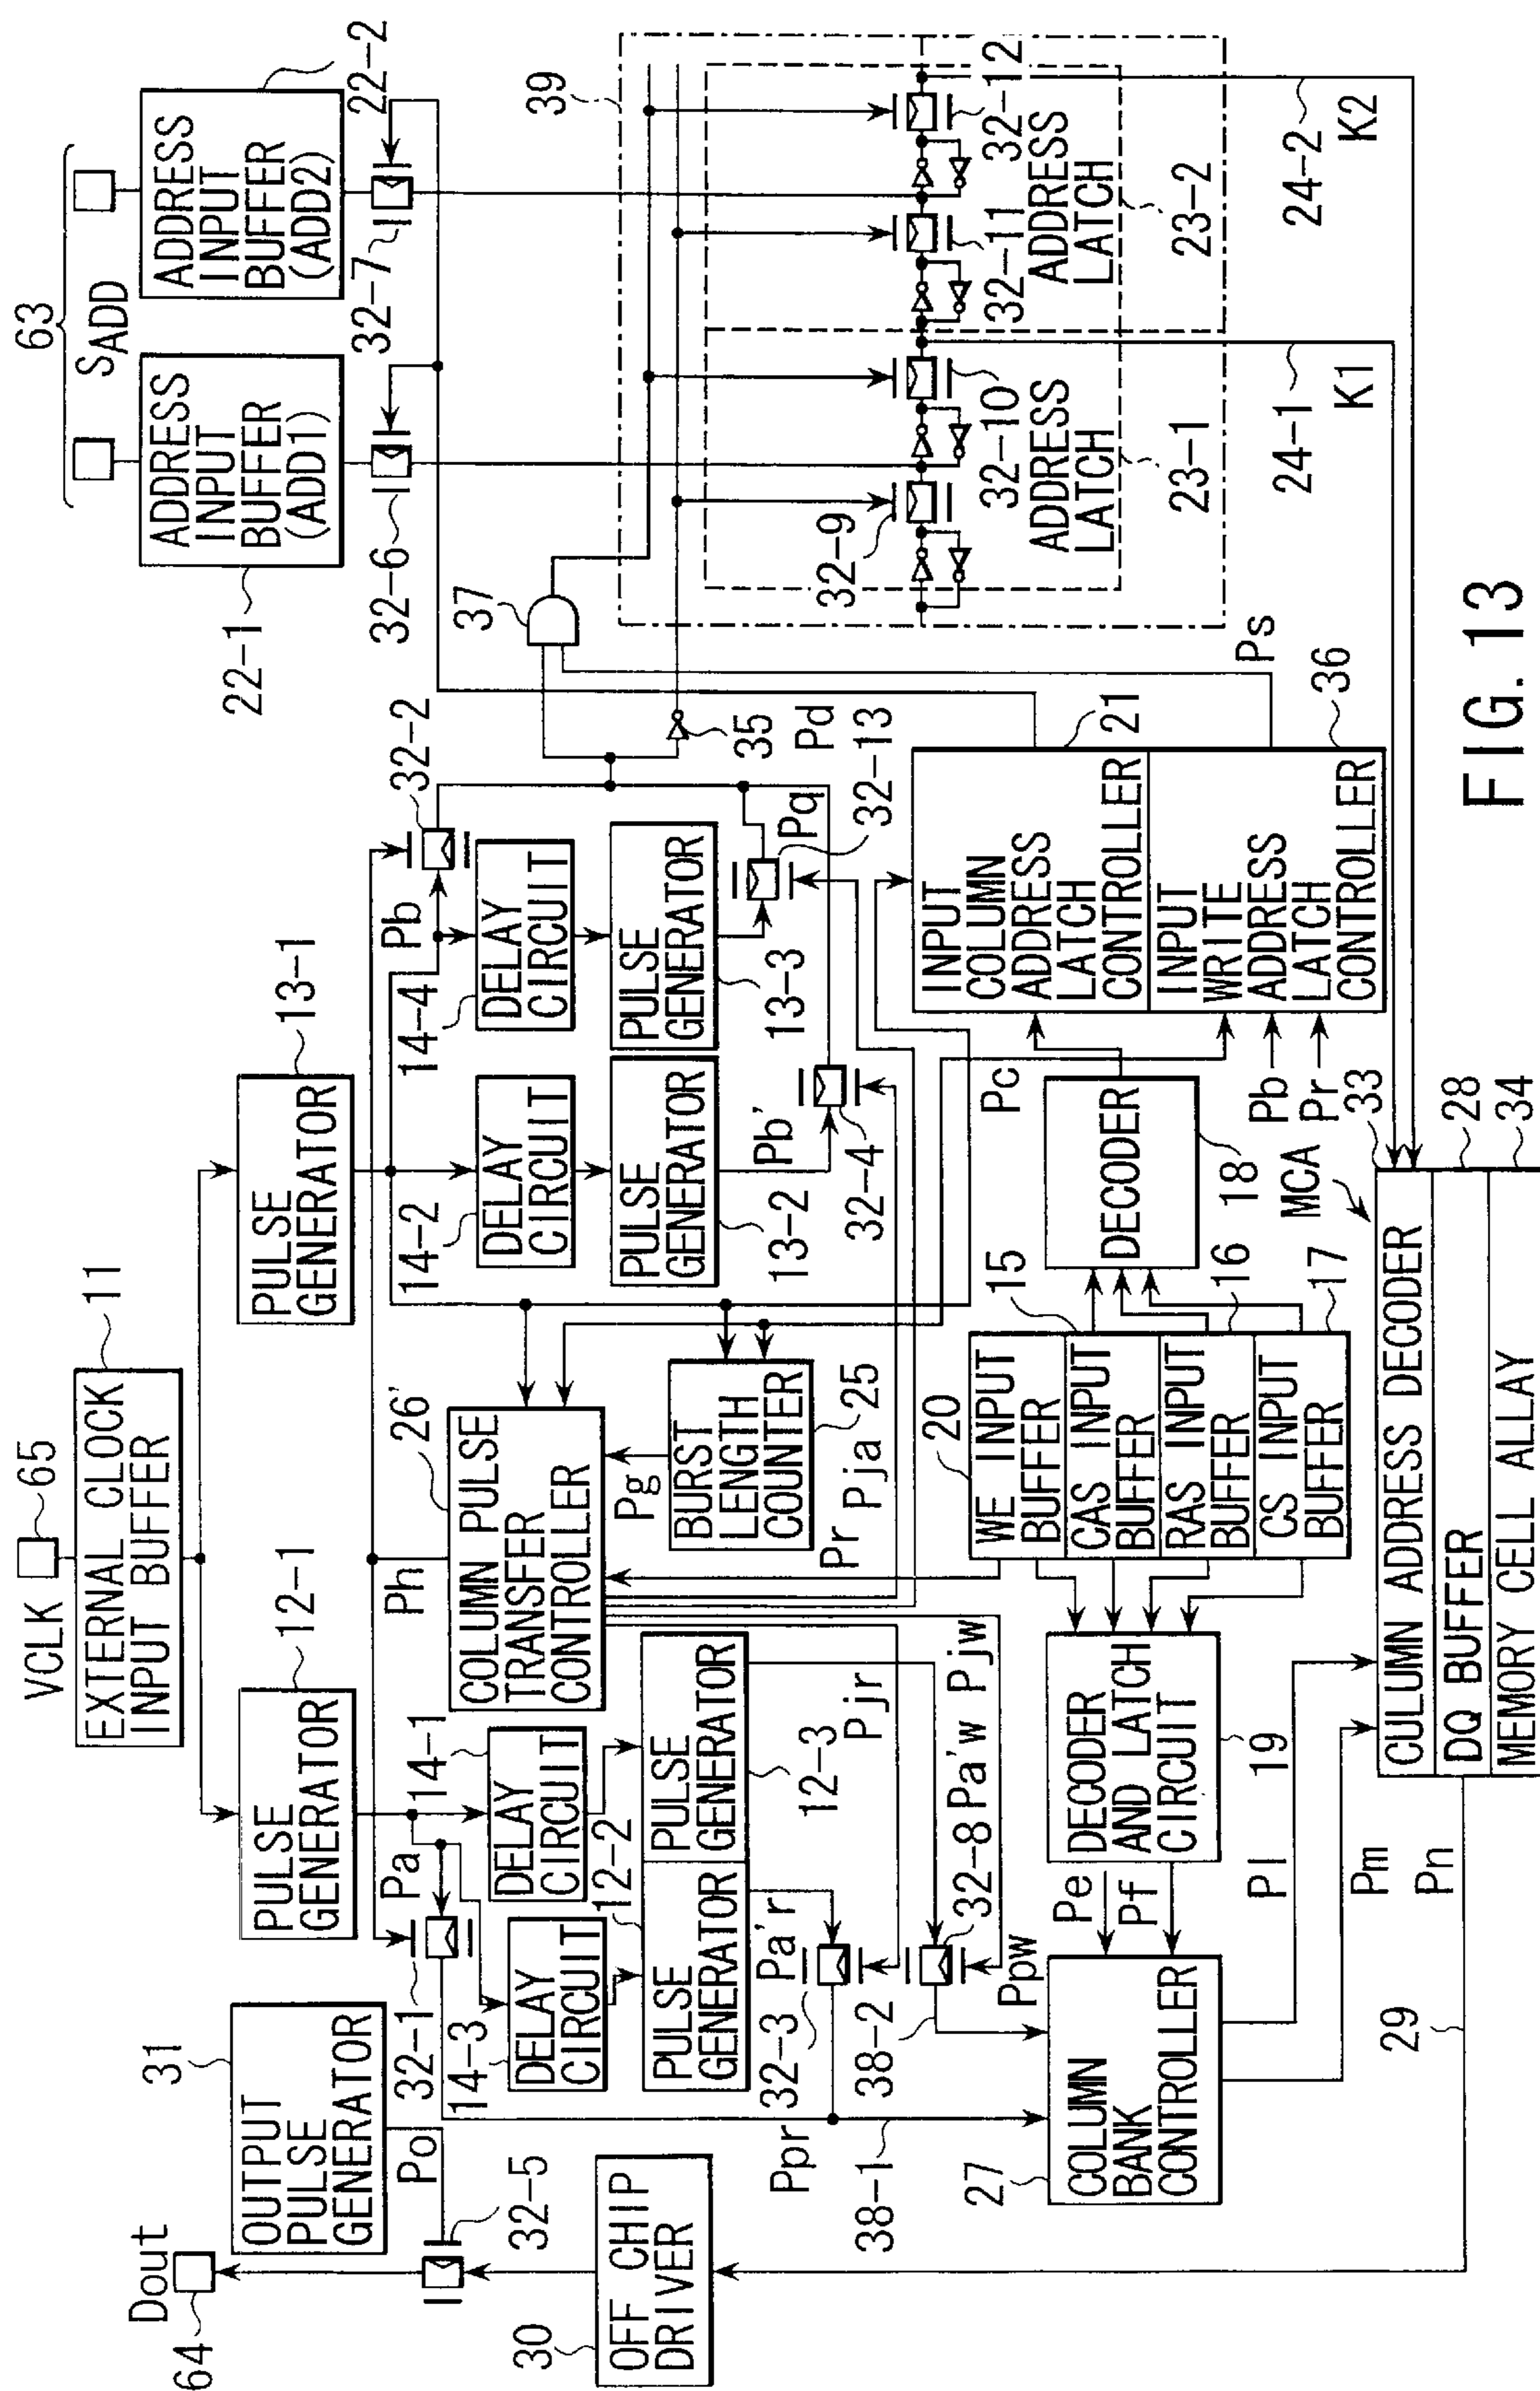 Dout
64
OUTPUT
PULSE
GENERATOR
31
Po
32-5
OFF CHIP
DRIVER
30
VCLK
65
EXTERNAL CLOCK
INPUT BUFFER
11
PULSE
GENERATOR
12-1
PULSE
GENERATOR
13-1
Pa
32-1
14-3
DELAY
CIRCUIT
14-1
DELAY
CIRCUIT
12-2
PULSE
GENERATOR
PULSE
GENERATOR
12-3
Pa'r
32-3
Ppr
38-1
38-2
32-8
Pa'w
Pjw
Pjr
Ppw
Ph
COLUMN PULSE
TRANSFER
CONTROLLER
26'
Pg
BURST
LENGTH
COUNTER
25
Pr
Pja
Pb
32-2
14-2
DELAY
CIRCUIT
14-4
DELAY
CIRCUIT
PULSE
GENERATOR
13-2
PULSE
GENERATOR
13-3
Pb'
32-4
Pq
32-13
Pd
35
37
63
SADD
ADDRESS
INPUT
BUFFER
(ADD1)
22-1
ADDRESS
INPUT
BUFFER
(ADD2)
22-2
32-6
32-7
39
32-9
32-10
ADDRESS
LATCH
23-1
32-11
32-12
ADDRESS
LATCH
23-2
24-1
K1
24-2
K2
COLUMN
BANK
CONTROLLER
27
Pe
Pf
DECODER
AND LATCH
CIRCUIT
19
20
WE INPUT
BUFFER
CAS INPUT
BUFFER
RAS INPUT
BUFFER
CS INPUT
BUFFER
15
16
17
DECODER
18
Pc
INPUT
COLUMN
ADDRESS
LATCH
CONTROLLER
21
INPUT
WRITE
ADDRESS
LATCH
CONTROLLER
36
Ps
Pb
Pr
Pl
Pm
Pn
29
MCA
33
CULUMN ADDRESS DECODER
DQ BUFFER
28
MEMORY CELL ALLAY
34
FIG. 13